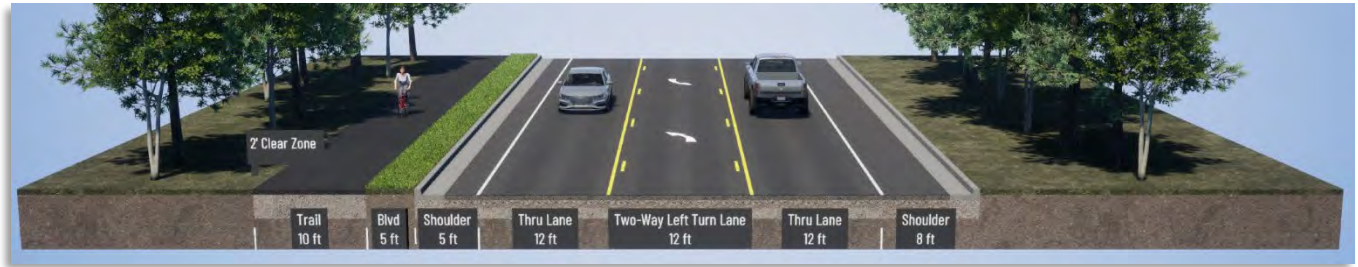 2' Clear Zone
Trail
10 ft
Blvd
5 ft
Shoulder
5 ft
Thru Lane
12 ft
Two-Way Left Turn Lane
12 ft
Thru Lane
12 ft
Shoulder
8 ft